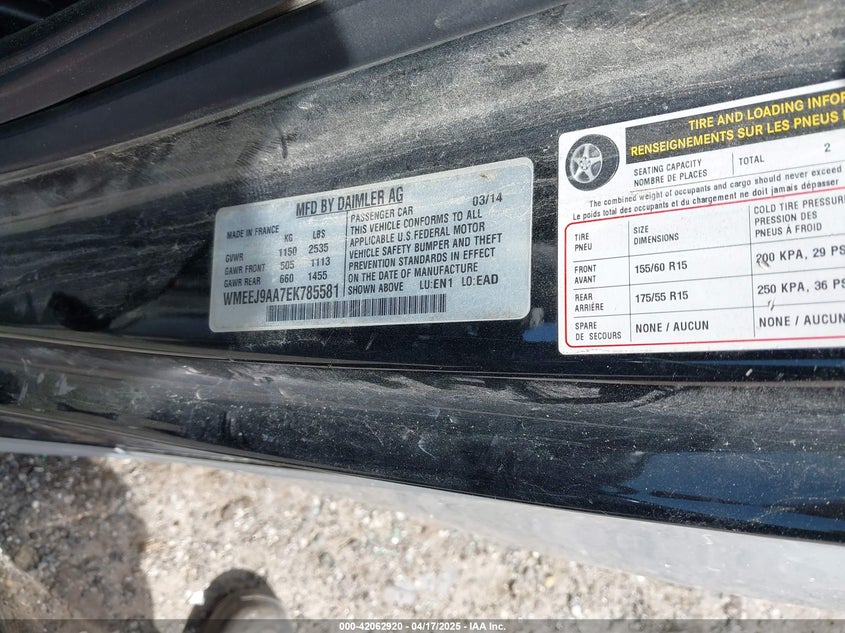 MFD BY DAIMLER AG
03/14
MADE IN FRANCE KG LBS
GVWR 1150 2535
GAWR FRONT 505 1113
GAWR REAR 660 1455
WMEEJ9AA7EK785581
PASSENGER CAR
THIS VEHICLE CONFORMS TO ALL
APPLICABLE U.S FEDERAL MOTOR
VEHICLE SAFETY BUMPER AND THEFT
PREVENTION STANDARDS IN EFFECT
ON THE DATE OF MANUFACTURE
SHOWN ABOVE LU:EN1 LO:EAD
TIRE AND LOADING INFOR
RENSEIGNEMENTS SUR LES PNEUS
SEATING CAPACITY
NOMBRE DE PLACES
TOTAL 2
The combined weight of occupants and cargo should never exceed
Le poids total des occupants et du chargement ne doit jamais dépasser
TIRE
PNEU
SIZE
DIMENSIONS
COLD TIRE PRESSURE
PRESSION DES
PNEUS À FROID
FRONT
AVANT
155/60 R15
200 KPA, 29 PS
REAR
ARRIÈRE
175/55 R15
250 KPA, 36 PS
SPARE
DE SECOURS
NONE / AUCUN
NONE / AUCUN
000-42062920 - 04/17/2025 - IAA Inc.